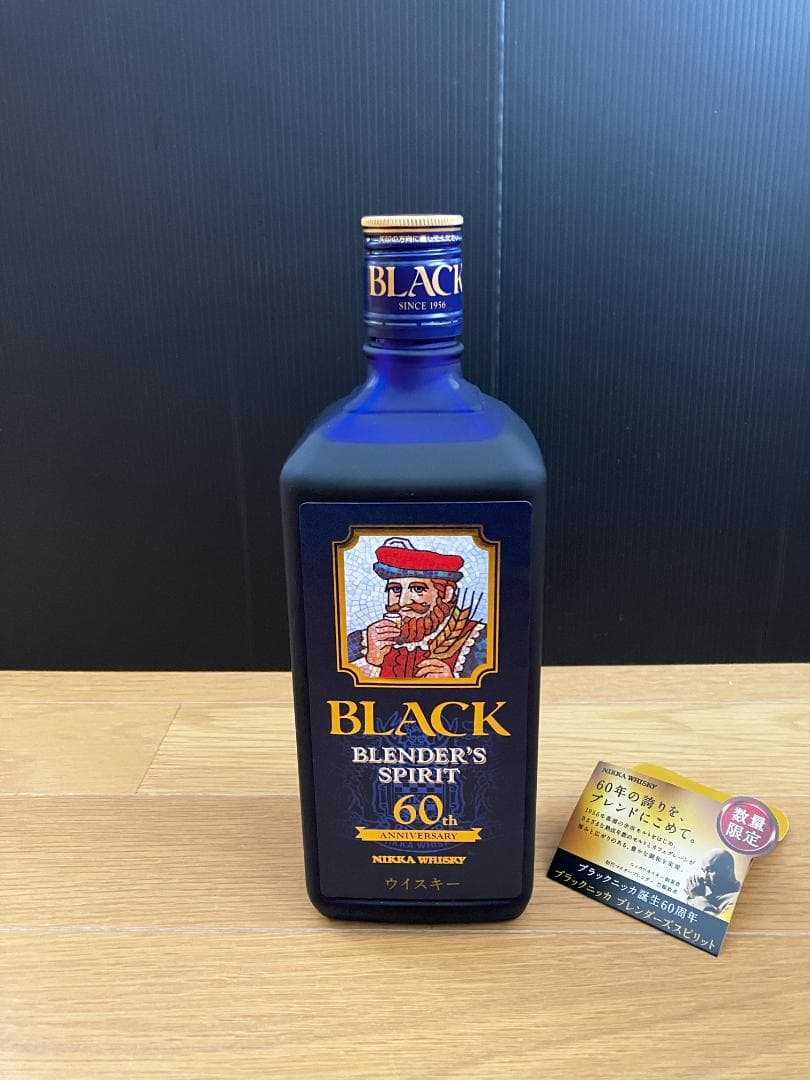 BLACK
SINCE 1956
BLACK
BLENDER'S
SPIRIT
60th
ANNIVERSARY
NIKKA WHISKY
ウイスキー
NIKKA WHISKY
60年の誇りを、
ブレンドにこめて。
数量
限定
ブラックニッカ誕生60周年
ブラックニッカ ブレンダーズスピリット